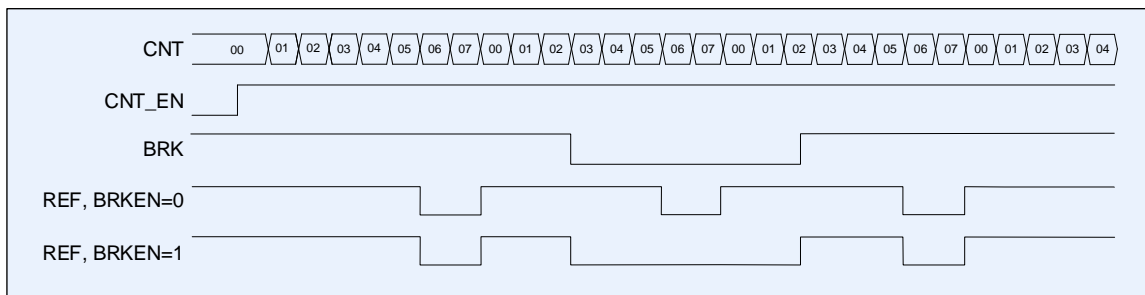 CNT 00 01 02 03 04 05 06 07 00 01 02 03 04 05 06 07 00 01 02 03 04 05 06 07 00 01 02 03 04
CNT_EN
BRK
REF, BRKEN=0
REF, BRKEN=1